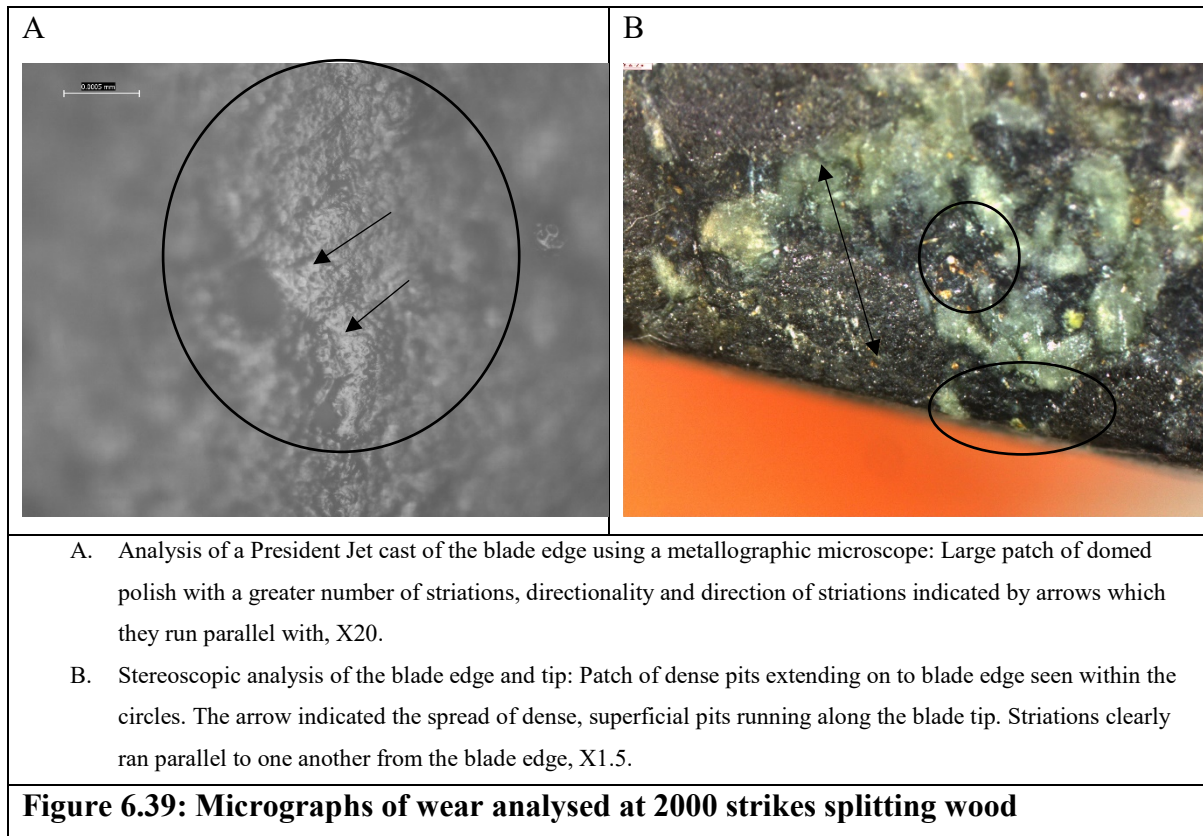 A
B
0.0005 mm
A. Analysis of a President Jet cast of the blade edge using a metallographic microscope: Large patch of domed
polish with a greater number of striations, directionality and direction of striations indicated by arrows which
they run parallel with, X20.
B. Stereoscopic analysis of the blade edge and tip: Patch of dense pits extending on to blade edge seen within the
circles. The arrow indicated the spread of dense, superficial pits running along the blade tip. Striations clearly
ran parallel to one another from the blade edge, X1.5.
Figure 6.39: Micrographs of wear analysed at 2000 strikes splitting wood